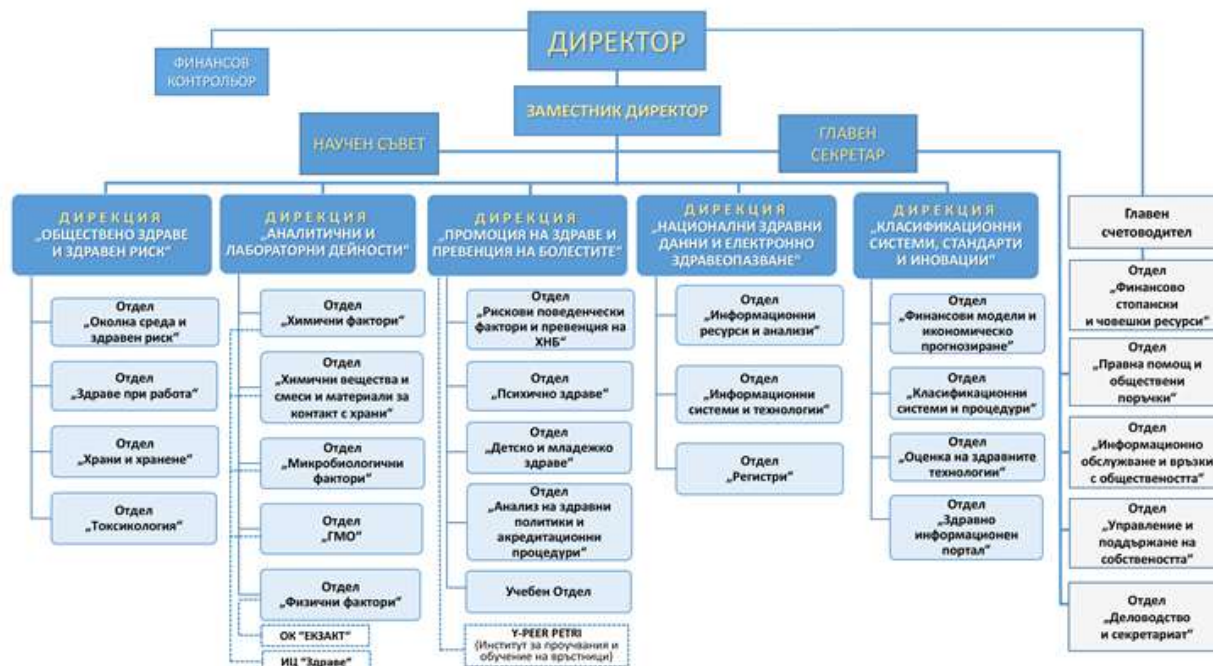 ДИРЕКТОР
ФИНАНСОВ
КОНТРОЛЬОР
ЗАМЕСТНИК ДИРЕКТОР
НАУЧЕН СЪВЕТ
ГЛАВЕН
СЕКРЕТАР
ДИРЕКЦИЯ
„ОБЩЕСТВЕНО ЗДРАВЕ
И ЗДРАВЕН РИСК“
Отдел
„Околна среда и
здравен риск“
Отдел
„Здраве при работа“
Отдел
„Храни и хранене“
Отдел
„Токсикология“
ДИРЕКЦИЯ
„АНАЛИТИЧНИ И
ЛАБОРАТОРНИ ДЕЙНОСТИ“
Отдел
„Химични фактори“
Отдел
„Химични вещества и
смеси и материали за
контакт с храни“
Отдел
„Микробиологични
фактори“
Отдел
„ГМО“
Отдел
„Физични фактори“
ОК "ЕКЗАКТ"
ИЦ "Здраве"
ДИРЕКЦИЯ
„ПРОМОЦИЯ НА ЗДРАВЕ И
ПРЕВЕНЦИЯ НА БОЛЕСТИТЕ“
Отдел
„Рискови поведенчески
фактори и превенция на
ХНБ“
Отдел
„Психично здраве“
Отдел
„Детско и младежко
здраве“
Отдел
„Анализ на здравни
политики и
акредитационни
процедури“
Учебен Отдел
Y-PEER PETRI
(Институт за проучвания и
обучение на връстници)
ДИРЕКЦИЯ
„НАЦИОНАЛНИ ЗДРАВНИ
ДАННИ И ЕЛЕКТРОННО
ЗДРАВЕОПАЗВАНЕ“
Отдел
„Информационни
ресурси и анализи“
Отдел
„Информационни
системи и технологии“
Отдел
„Регистри“
ДИРЕКЦИЯ
„КЛАСИФИКАЦИОННИ
СИСТЕМИ, СТАНДАРТИ
И ИНОВАЦИИ“
Отдел
„Финансови модели и
икономическо
прогнозиране“
Отдел
„Класификационни
системи и процедури“
Отдел
„Оценка на здравните
технологии“
Отдел
„Здравно
информационен
портал“
Главен
счетоводител
Отдел
„Финансово
стопански
и човешки ресурси“
Отдел
„Правна помощ и
обществени
поръчки“
Отдел
„Информационно
обслужване и връзки
с обществеността“
Отдел
„Управление и
поддържане на
собствеността“
Отдел
„Деловодство
и секретариат“